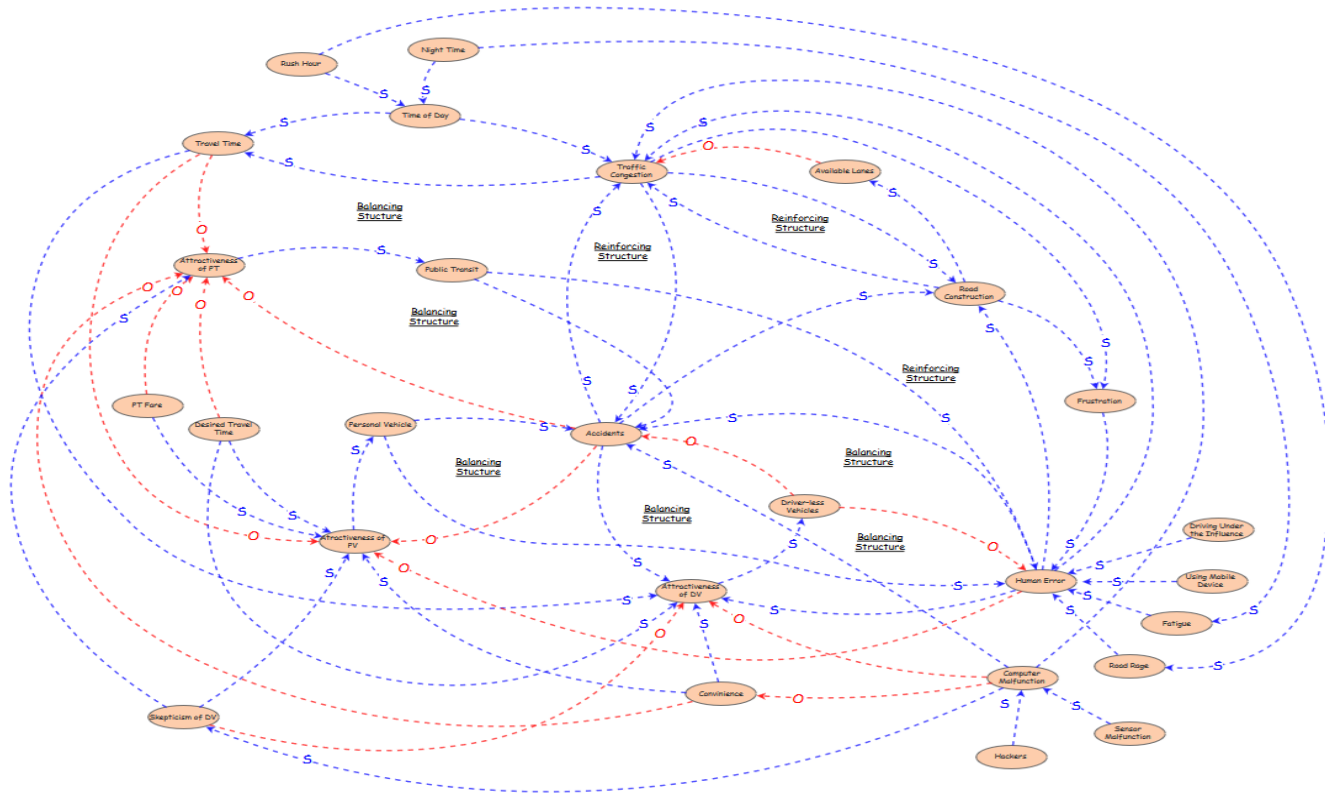 Night Time
Rush Hour
S
S
Time of Day
S
S
S
Travel Time
S
O
Traffic
Congestion
Available Lanes
S
S
S
Balancing
Stucture
S
S
Reinforcing
Structure
O
Reinforcing
Structure
S
S
Attractiveness
of PT
Public Transit
S
O
O
O
O
S
S
Road
Construction
Balancing
Structure
S
S
S
Reinforcing
Structure
S
S
PT Fare
Desired Travel
Time
Personal Vehicle
S
S
Accidents
S
O
Frustration
S
Balancing
Stucture
Balancing
Structure
S
S
S
Balancing
Structure
Driver-less
Vehicles
Driving Under
the Influence
O
Atractiveness of
PV
O
S
Balancing
Structure
O
S
S
O
S
S
Attractiveness
of DV
S
S
Human Error
S
Using Mobile
Device
S
S
S
S
O
O
S
Fatigue
S
S
Road Rage
S
Computer
Malfunction
Convinience
O
Skepticism of DV
S
S
Sensor
Malfunction
Hackers
S